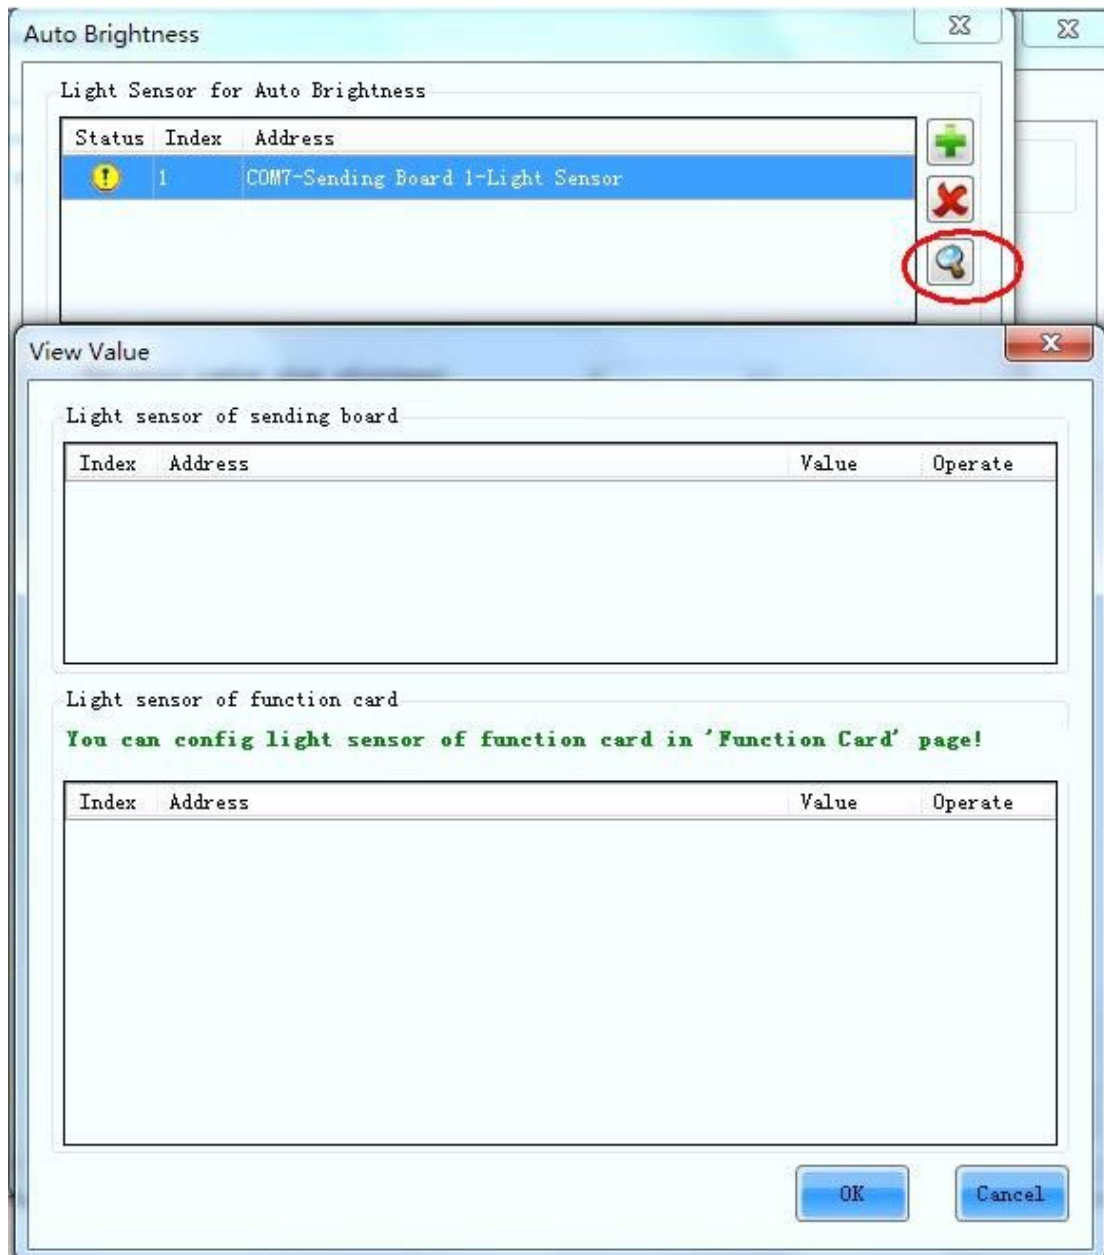 Auto Brightness
Light Sensor for Auto Brightness
Status Index Address
1 COM7-Sending Board 1-Light Sensor
View Value
Light sensor of sending board
Index Address Value Operate
Light sensor of function card
You can config light sensor of function card in 'Function Card' page!
Index Address Value Operate
OK Cancel